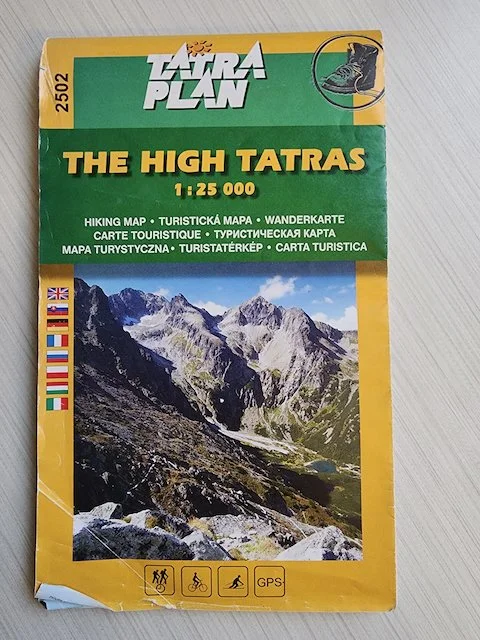 2502
TATRA
PLAN
THE HIGH TATRAS
1 : 25 000
HIKING MAP • TURISTICKÁ MAPA • WANDERKARTE
CARTE TOURISTIQUE • ТУРИСТИЧЕСКАЯ КАРТА
MAPA TURYSTYCZNA • TURISTATÉRKÉP • CARTA TURISTICA
GPS